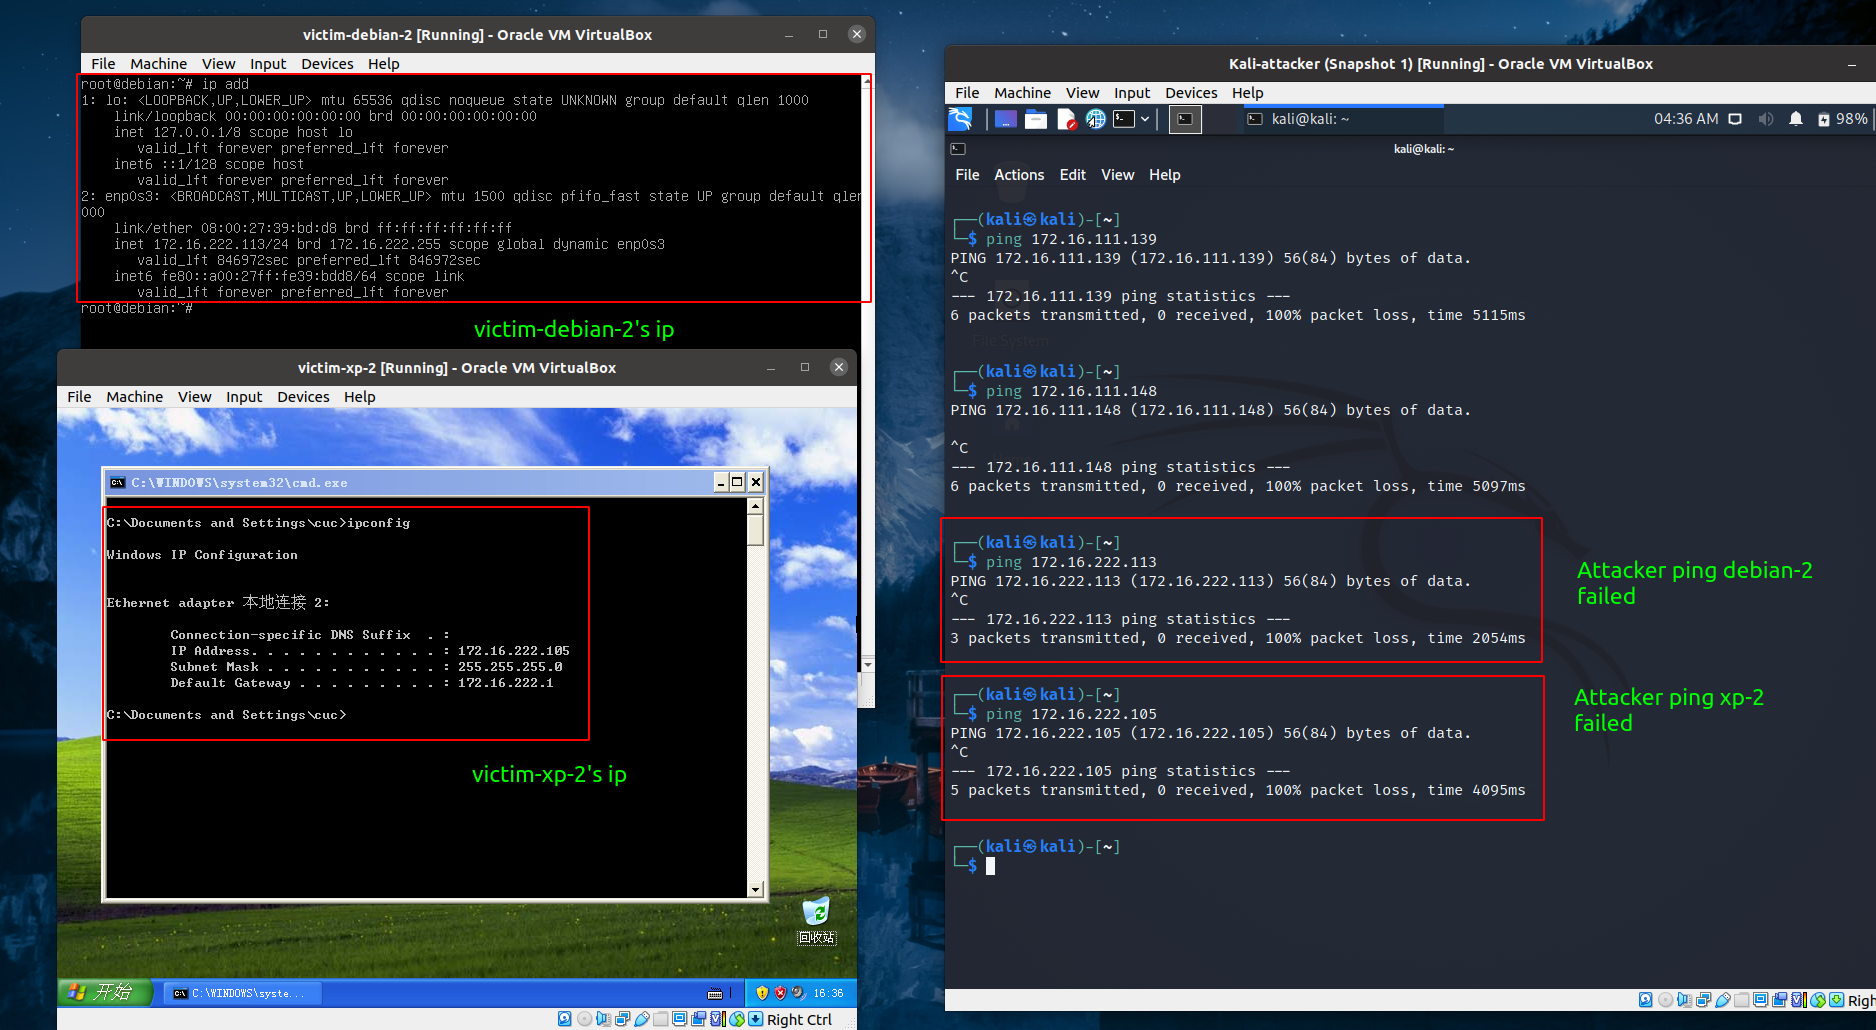 victim-debian-2 [Running] - Oracle VM VirtualBox
File Machine View Input Devices Help
root@debian:~# ip add
1: lo: <LOOPBACK,UP,LOWER_UP> mtu 65536 qdisc noqueue state UNKNOWN group default qlen 1000
link/loopback 00:00:00:00:00:00 brd 00:00:00:00:00:00
inet 127.0.0.1/8 scope host lo
valid_lft forever preferred_lft forever
inet6 ::1/128 scope host
valid_lft forever preferred_lft forever
2: enp0s3: <BROADCAST,MULTICAST,UP,LOWER_UP> mtu 1500 qdisc pfifo_fast state UP group default qlen
000
link/ether 08:00:27:39:bd:d8 brd ff:ff:ff:ff:ff:ff
inet 172.16.222.113/24 brd 172.16.222.255 scope global dynamic enp0s3
valid_lft 846972sec preferred_lft 846972sec
inet6 fe80::a00:27ff:fe39:bdd8/64 scope link
valid_lft forever preferred_lft forever
root@debian:~#
victim-debian-2's ip
victim-xp-2 [Running] - Oracle VM VirtualBox
File Machine View Input Devices Help
C:\WINDOWS\system32\cmd.exe
C:\Documents and Settings\cuc>ipconfig
Windows IP Configuration
Ethernet adapter 本地连接 2:
Connection-specific DNS Suffix . :
IP Address. . . . . . . . . . . . : 172.16.222.105
Subnet Mask . . . . . . . . . . . : 255.255.255.0
Default Gateway . . . . . . . . . : 172.16.222.1
C:\Documents and Settings\cuc>
victim-xp-2's ip
回收站
开始
C:\WINDOWS\syste...
16:36
Right Ctrl
Kali-attacker (Snapshot 1) [Running] - Oracle VM VirtualBox
File Machine View Input Devices Help
kali@kali: ~
04:36 AM
98%
kali@kali: ~
File Actions Edit View Help
(kali㉿kali)-[~]
$ ping 172.16.111.139
PING 172.16.111.139 (172.16.111.139) 56(84) bytes of data.
^C
--- 172.16.111.139 ping statistics ---
6 packets transmitted, 0 received, 100% packet loss, time 5115ms
File System
(kali㉿kali)-[~]
$ ping 172.16.111.148
PING 172.16.111.148 (172.16.111.148) 56(84) bytes of data.
^C
--- 172.16.111.148 ping statistics ---
6 packets transmitted, 0 received, 100% packet loss, time 5097ms
(kali㉿kali)-[~]
$ ping 172.16.222.113
PING 172.16.222.113 (172.16.222.113) 56(84) bytes of data.
^C
--- 172.16.222.113 ping statistics ---
3 packets transmitted, 0 received, 100% packet loss, time 2054ms
Attacker ping debian-2
failed
(kali㉿kali)-[~]
$ ping 172.16.222.105
PING 172.16.222.105 (172.16.222.105) 56(84) bytes of data.
^C
--- 172.16.222.105 ping statistics ---
5 packets transmitted, 0 received, 100% packet loss, time 4095ms
Attacker ping xp-2
failed
(kali㉿kali)-[~]
$
Righ